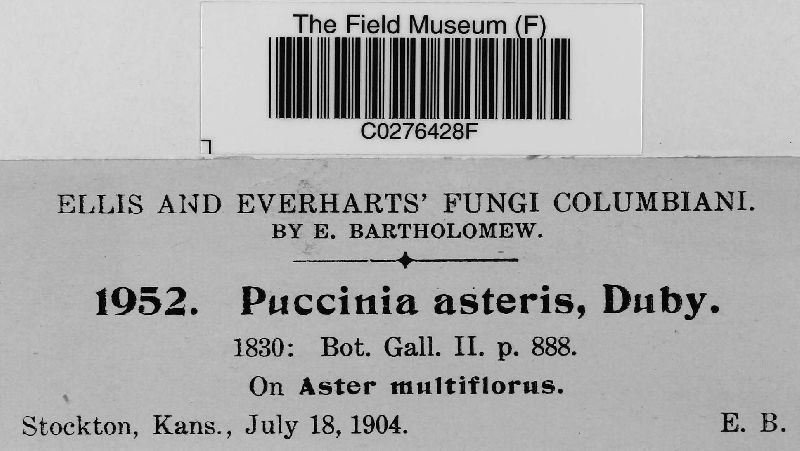 The Field Museum (F)
C0276428F
ELLIS AND EVERHARTS' FUNGI COLUMBIANI.
BY E. BARTHOLOMEW.
1952. Puccinia asteris, Duby.
1830: Bot. Gall. II. p. 888.
On Aster multiflorus.
Stockton, Kans., July 18, 1904. E. B.